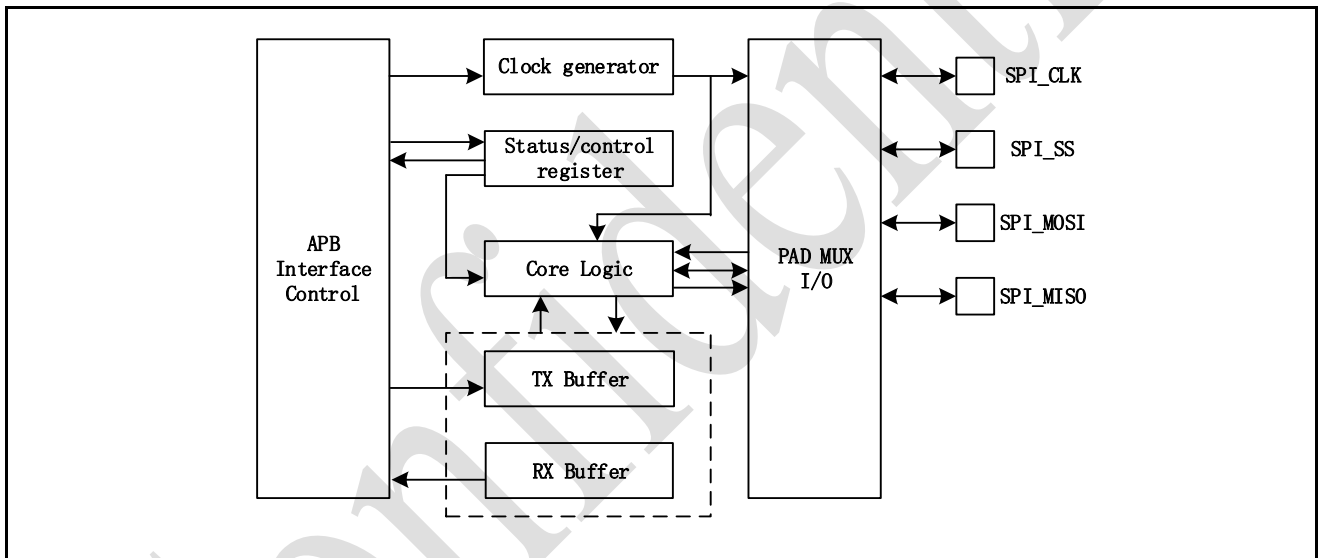 Clock generator
Status/control
register
APB
Interface
Control
Core Logic
TX Buffer
RX Buffer
PAD MUX
I/O
SPI_CLK
SPI_SS
SPI_MOSI
SPI_MISO
onfidenti